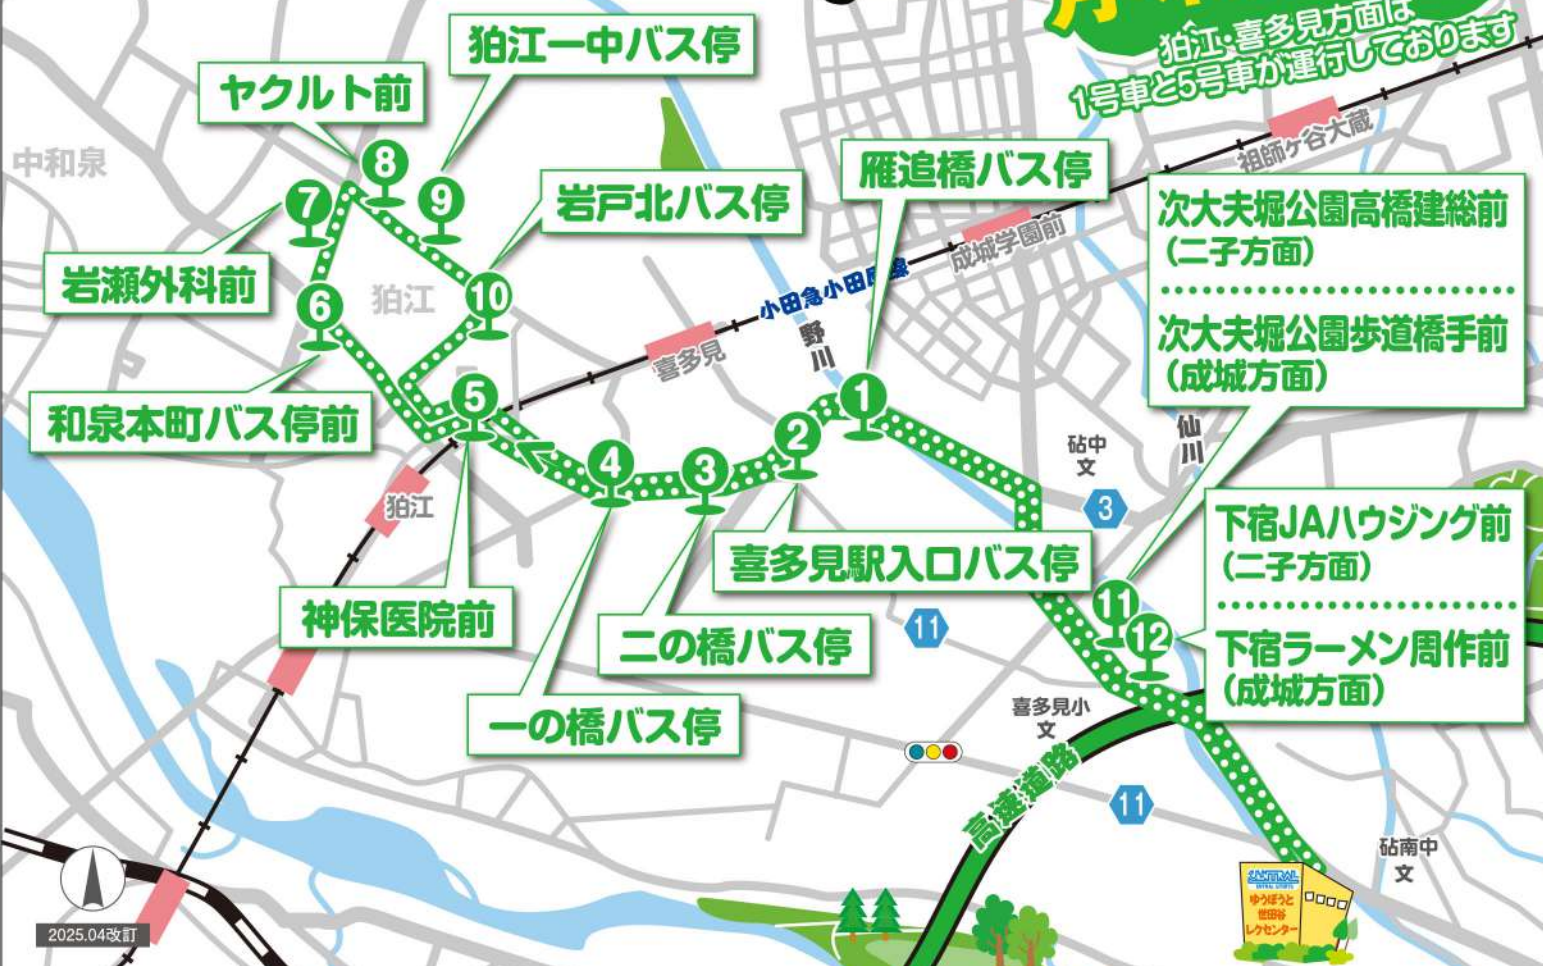 狛江・喜多見方面は
1号車と5号車が運行しております
狛江一中バス停
ヤクルト前
中和泉
8
7
9
岩戸北バス停
雁追橋バス停
祖師ヶ谷大蔵
成城学園前
次大夫堀公園高橋建総前
(二子方面)
次大夫堀公園歩道橋手前
(成城方面)
岩瀬外科前
6
狛江
10
小田急小田原線
野川
喜多見
和泉本町バス停前
5
1
2
4
3
仙川
砧中
文
3
狛江
喜多見駅入口バス停
下宿JAハウジング前
(二子方面)
下宿ラーメン周作前
(成城方面)
11
12
神保医院前
二の橋バス停
11
一の橋バス停
喜多見小
文
高速道路
11
砧南中
文
CENTRAL
ゆうぽうと
世田谷
レクセンター
2025.04改訂